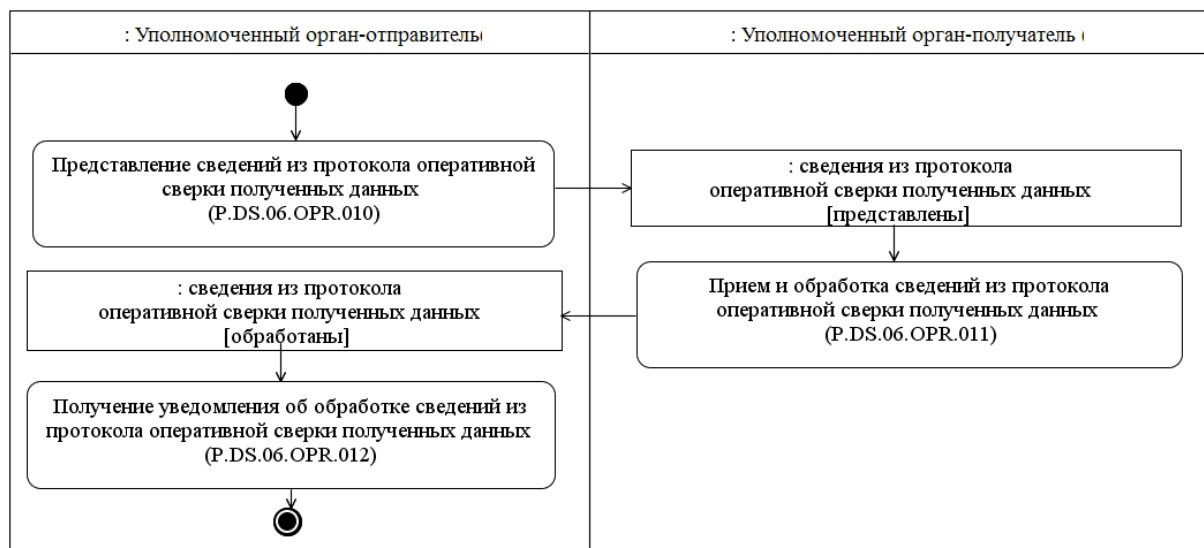 : Уполномоченный орган-отправитель(
: Уполномоченный орган-получатель (
Представление сведений из протокола оперативной
сверки полученных данных
(P.DS.06.OPR.010)
: сведения из протокола
оперативной сверки полученных данных
[представлены]
Прием и обработка сведений из протокола
оперативной сверки полученных данных
(P.DS.06.OPR.011)
: сведения из протокола
оперативной сверки полученных данных
[обработаны]
Получение уведомления об обработке сведений из
протокола оперативной сверки полученных данных
(P.DS.06.OPR.012)